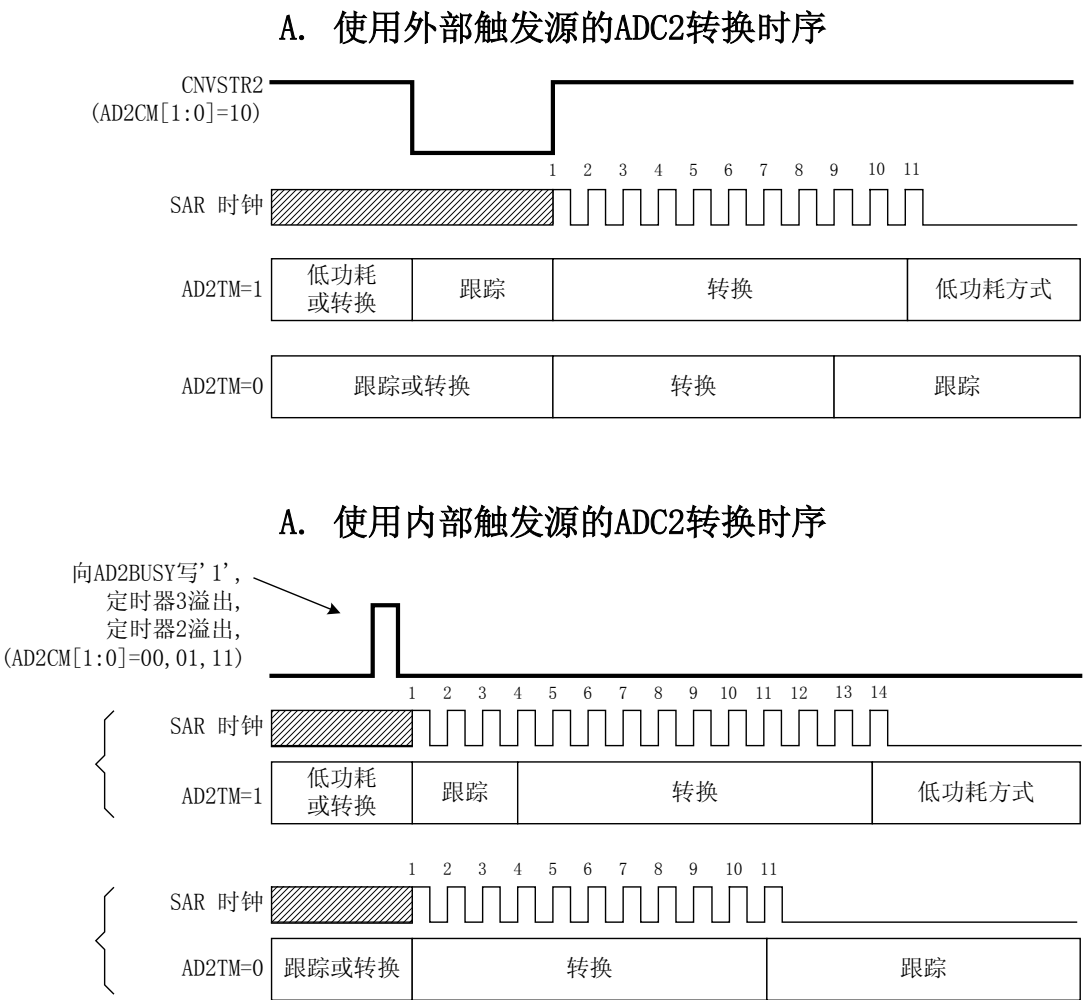 A. 使用外部触发源的ADC2转换时序
CNVSTR2
(AD2CM[1:0]=10)
1 2 3 4 5 6 7 8 9 10 11
SAR 时钟
AD2TM=1
低功耗
或转换
跟踪
转换
低功耗方式
AD2TM=0
跟踪或转换
转换
跟踪
A. 使用内部触发源的ADC2转换时序
向AD2BUSY写'1',
定时器3溢出,
定时器2溢出,
(AD2CM[1:0]=00,01,11)
1 2 3 4 5 6 7 8 9 10 11 12 13 14
SAR 时钟
AD2TM=1
低功耗
或转换
跟踪
转换
低功耗方式
1 2 3 4 5 6 7 8 9 10 11
SAR 时钟
AD2TM=0
跟踪或转换
转换
跟踪